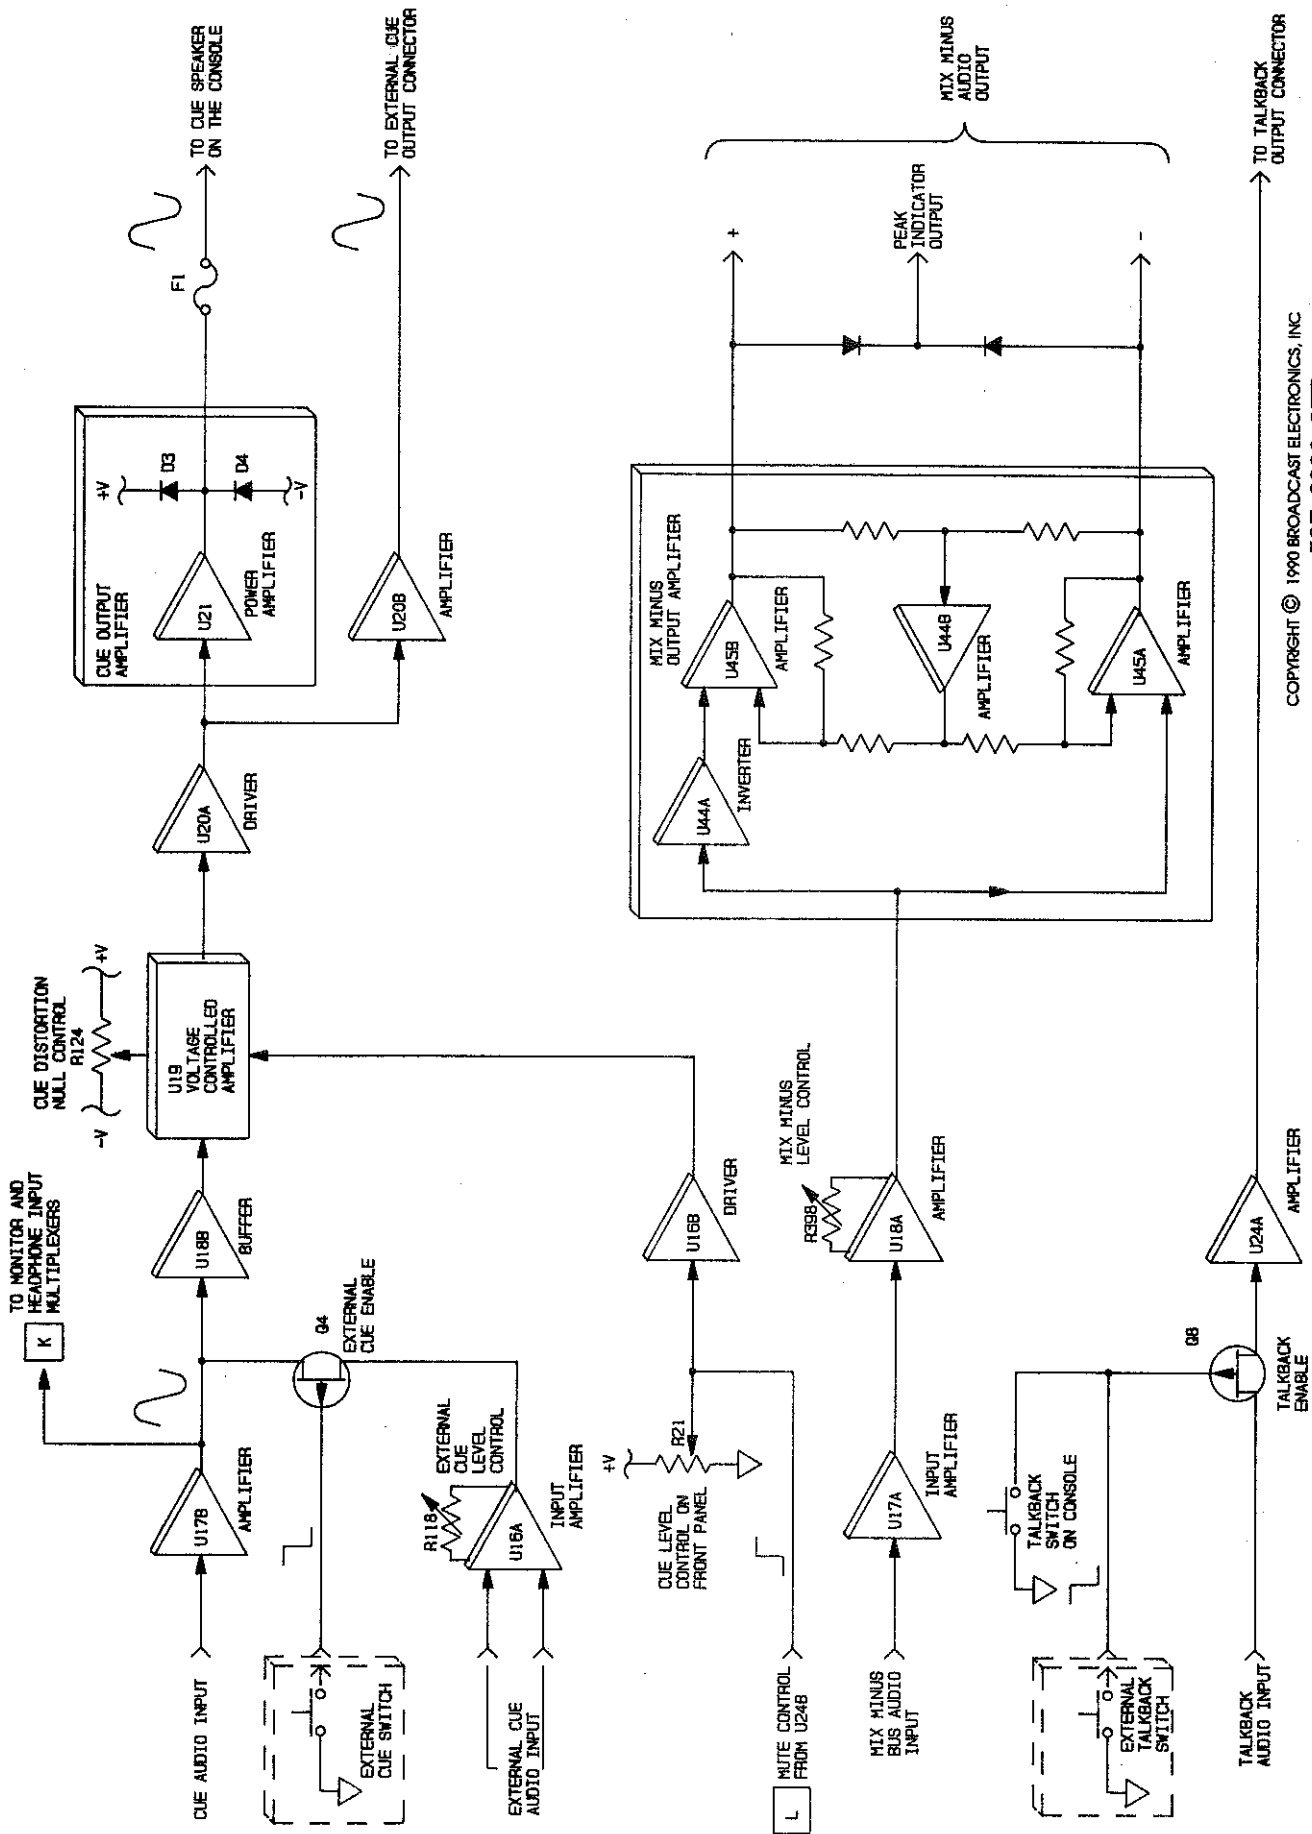 TO MONITOR AND
HEADPHONE INPUT
MULTIPLEXERS
K
CUE DISTORTION
NULL CONTROL
R124
-V
+V
U19
VOLTAGE
CONTROLLED
AMPLIFIER
CUE AUDIO INPUT
U17B
AMPLIFIER
U18B
BUFFER
U20A
DRIVER
CUE OUTPUT
AMPLIFIER
U21
POWER
AMPLIFIER
+V
D3
D4
-V
F1
TO CUE SPEAKER
ON THE CONSOLE
U20B
AMPLIFIER
TO EXTERNAL CUE
OUTPUT CONNECTOR
EXTERNAL
CUE SWITCH
Q4
EXTERNAL
CUE ENABLE
EXTERNAL CUE
AUDIO INPUT
R118
EXTERNAL
CUE
LEVEL
CONTROL
U16A
INPUT
AMPLIFIER
CUE LEVEL
CONTROL ON
FRONT PANEL
+V
R21
U16B
DRIVER
L
MUTE CONTROL
FROM U24B
MIX MINUS
BUS AUDIO
INPUT
U17A
INPUT
AMPLIFIER
MIX MINUS
LEVEL CONTROL
R398
U18A
AMPLIFIER
MIX MINUS
OUTPUT AMPLIFIER
U44A
INVERTER
U45B
AMPLIFIER
U44B
AMPLIFIER
U45A
AMPLIFIER
+
PEAK
INDICATOR
OUTPUT
-
MIX MINUS
AUDIO
OUTPUT
TALKBACK
SWITCH
ON CONSOLE
EXTERNAL
TALKBACK
SWITCH
TALKBACK
AUDIO INPUT
Q8
TALKBACK
ENABLE
U24A
AMPLIFIER
TO TALKBACK
OUTPUT CONNECTOR
COPYRIGHT © 1990 BROADCAST ELECTRONICS, INC